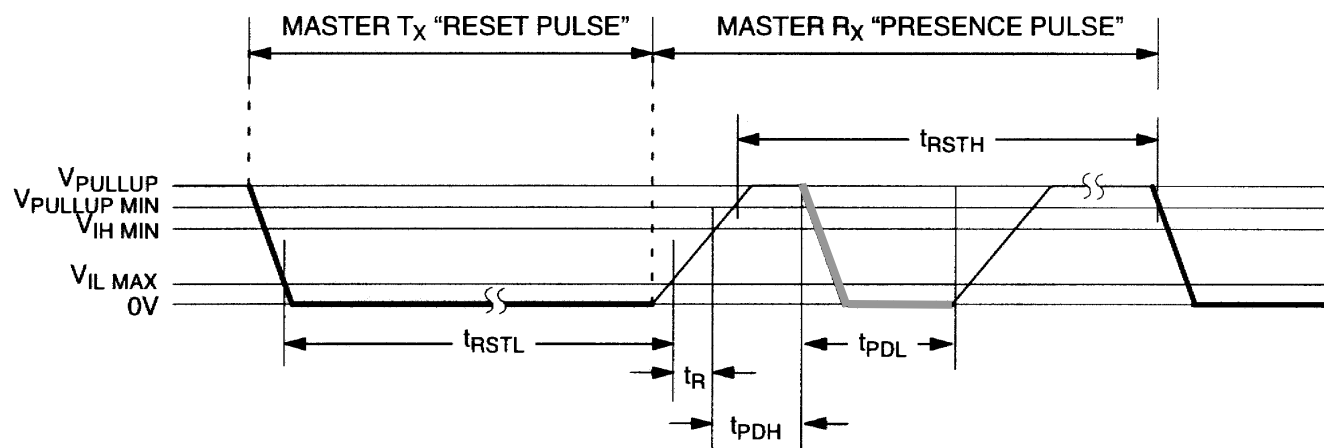 MASTER TX “RESET PULSE”
MASTER RX “PRESENCE PULSE”
tRSTH
VPULLUP
VPULLUP MIN
VIH MIN
VIL MAX
0V
tRSTL
tPDL
tR
tPDH